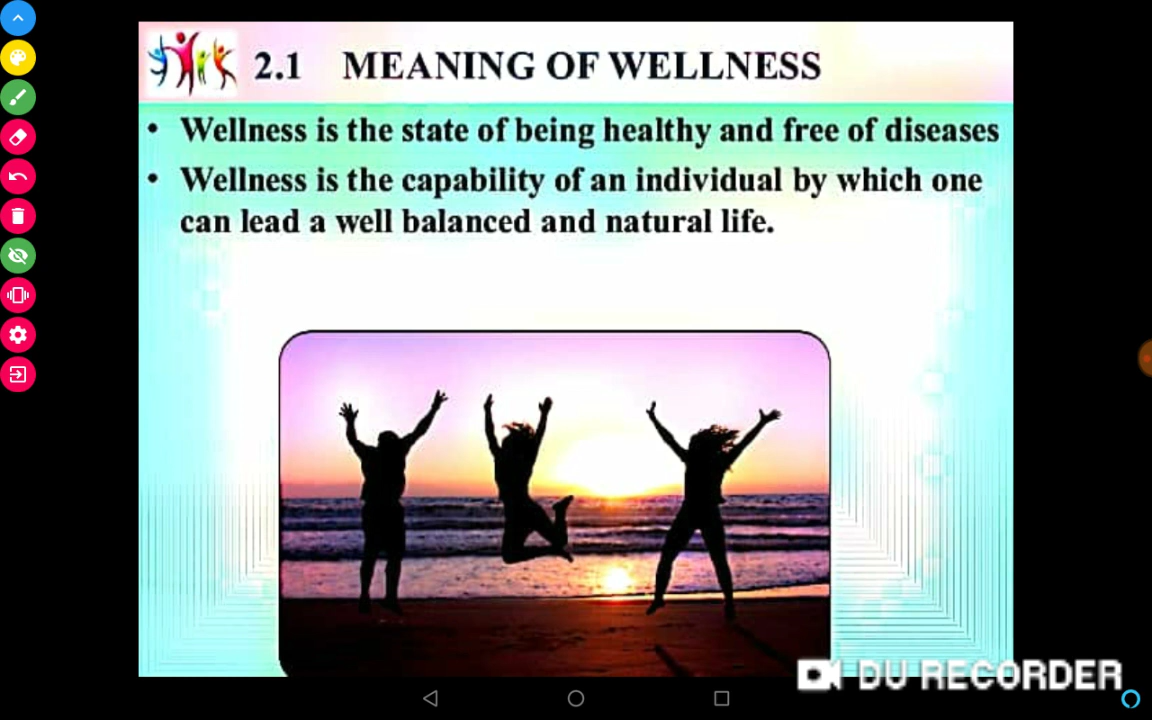 2.1 MEANING OF WELLNESS
• Wellness is the state of being healthy and free of diseases
• Wellness is the capability of an individual by which one
can lead a well balanced and natural life.
DU RECORDER